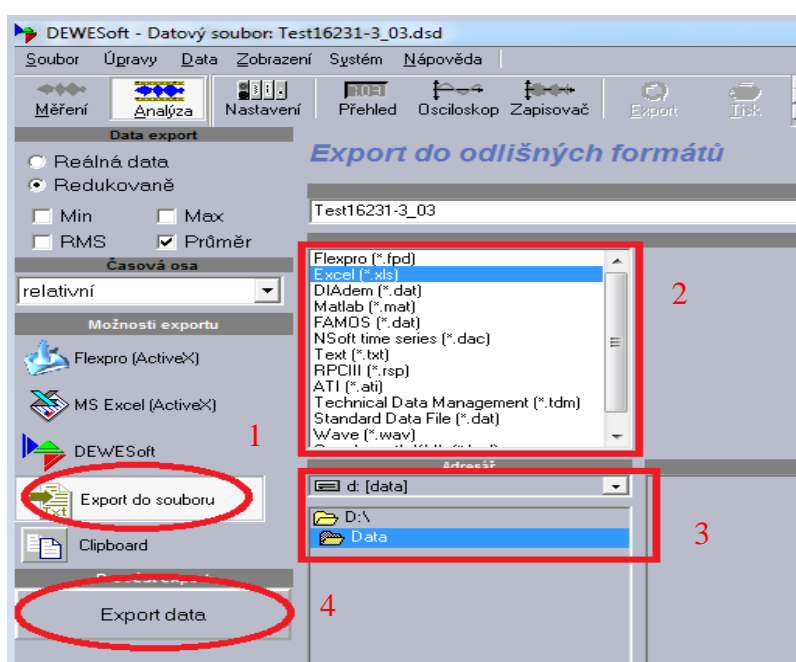 DEWESoft - Datový soubor: Test16231-3_03.dsd
Soubor Úpravy Data Zobrazení Systém Nápověda
Měření Analýza Nastavení Přehled Osciloskop Zapisovač Export Tisk
Data export
Reálná data
Redukovaně
Min Max
RMS Průměr
Časová osa
relativní
Možnosti exportu
Flexpro (ActiveX)
MS Excel (ActiveX)
1
DEWESoft
Export do souboru
Clipboard
Export data
4
Export do odlišných formátů
Test16231-3_03
Flexpro (*.fpd)
Excel (*.xls)
DIAdem (*.dat)
Matlab (*.mat)
FAMOS (*.dat)
NSoft time series (*.dac)
Text (*.txt)
RPCIII (*.rsp)
ATI (*.ati)
Technical Data Management (*.tdm)
Standard Data File (*.dat)
Wave (*.wav)
2
Adresář
d: [data]
D:\
Data
3